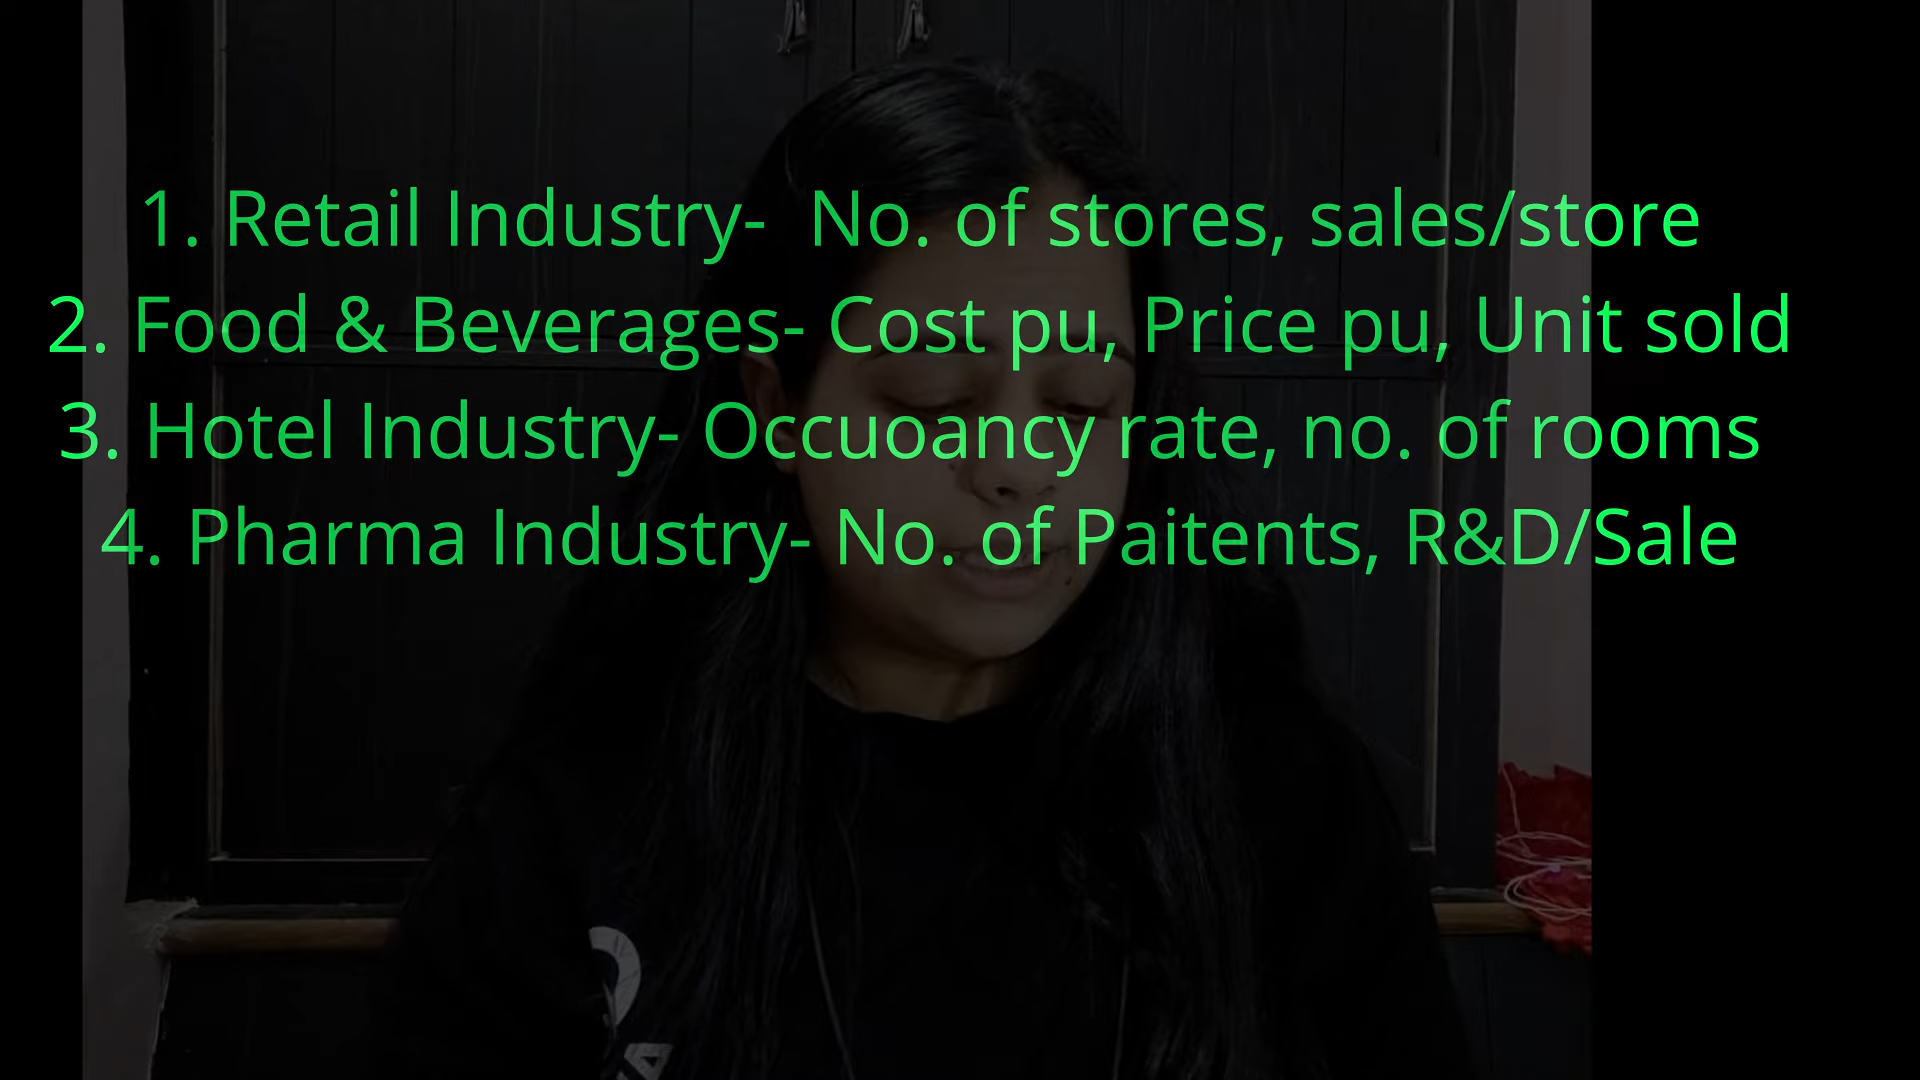 1. Retail Industry-  No. of stores, sales/store
2. Food & Beverages- Cost pu, Price pu, Unit sold
3. Hotel Industry- Occuoancy rate, no. of rooms
4. Pharma Industry- No. of Paitents, R&D/Sale